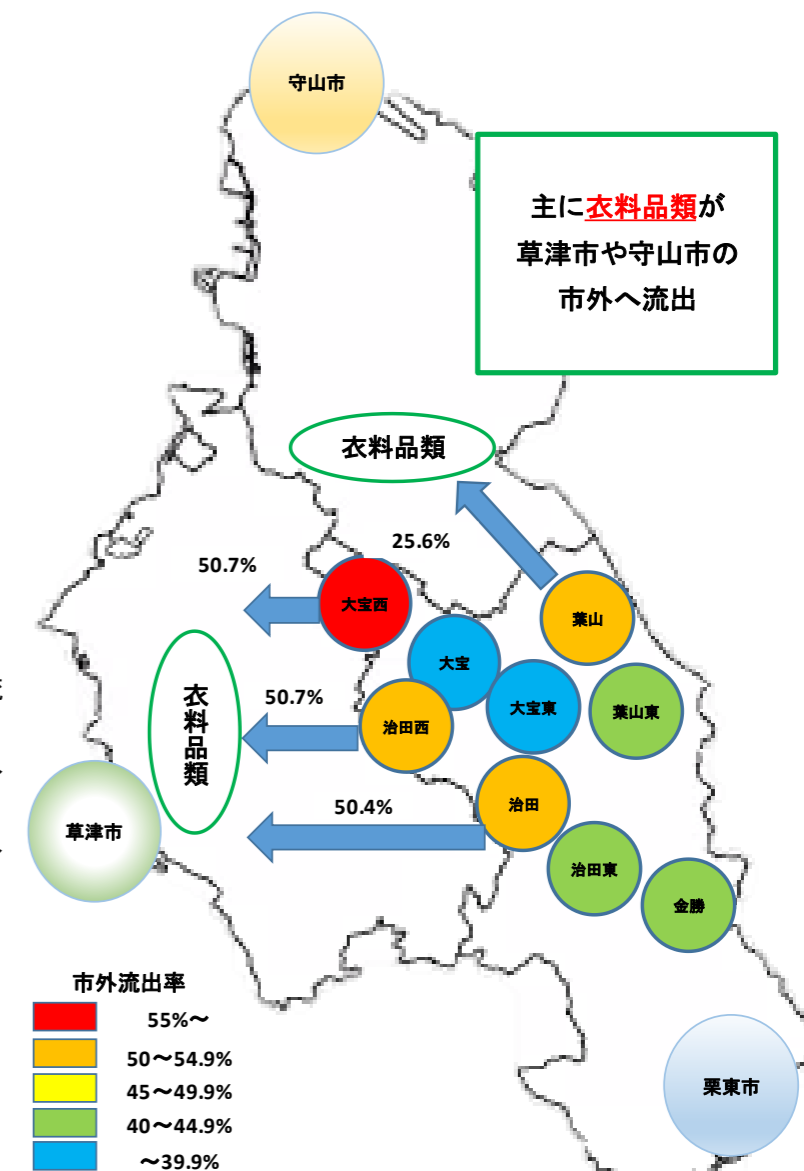 守山市
主に衣料品類が
草津市や守山市の
市外へ流出
衣料品類
25.6%
50.7%
大宝西
葉山
大宝
衣料品類
50.7%
治田西
大宝東
葉山東
50.4%
治田
草津市
治田東
金勝
市外流出率
55%～
50～54.9%
45～49.9%
40～44.9%
～39.9%
栗東市